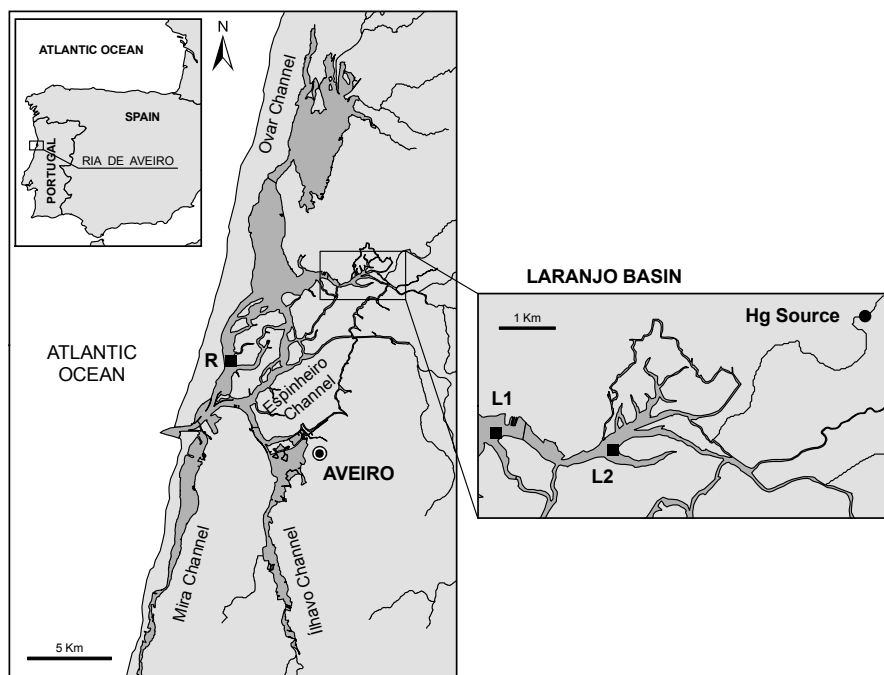 ATLANTIC OCEAN
SPAIN
PORTUGAL
RIA DE AVEIRO
N
Ovar Channel
ATLANTIC
OCEAN
R
Espinheiro
Channel
AVEIRO
Mira Channel
Ílhavo Channel
5 Km
LARANJO BASIN
1 Km
Hg Source
L1
L2